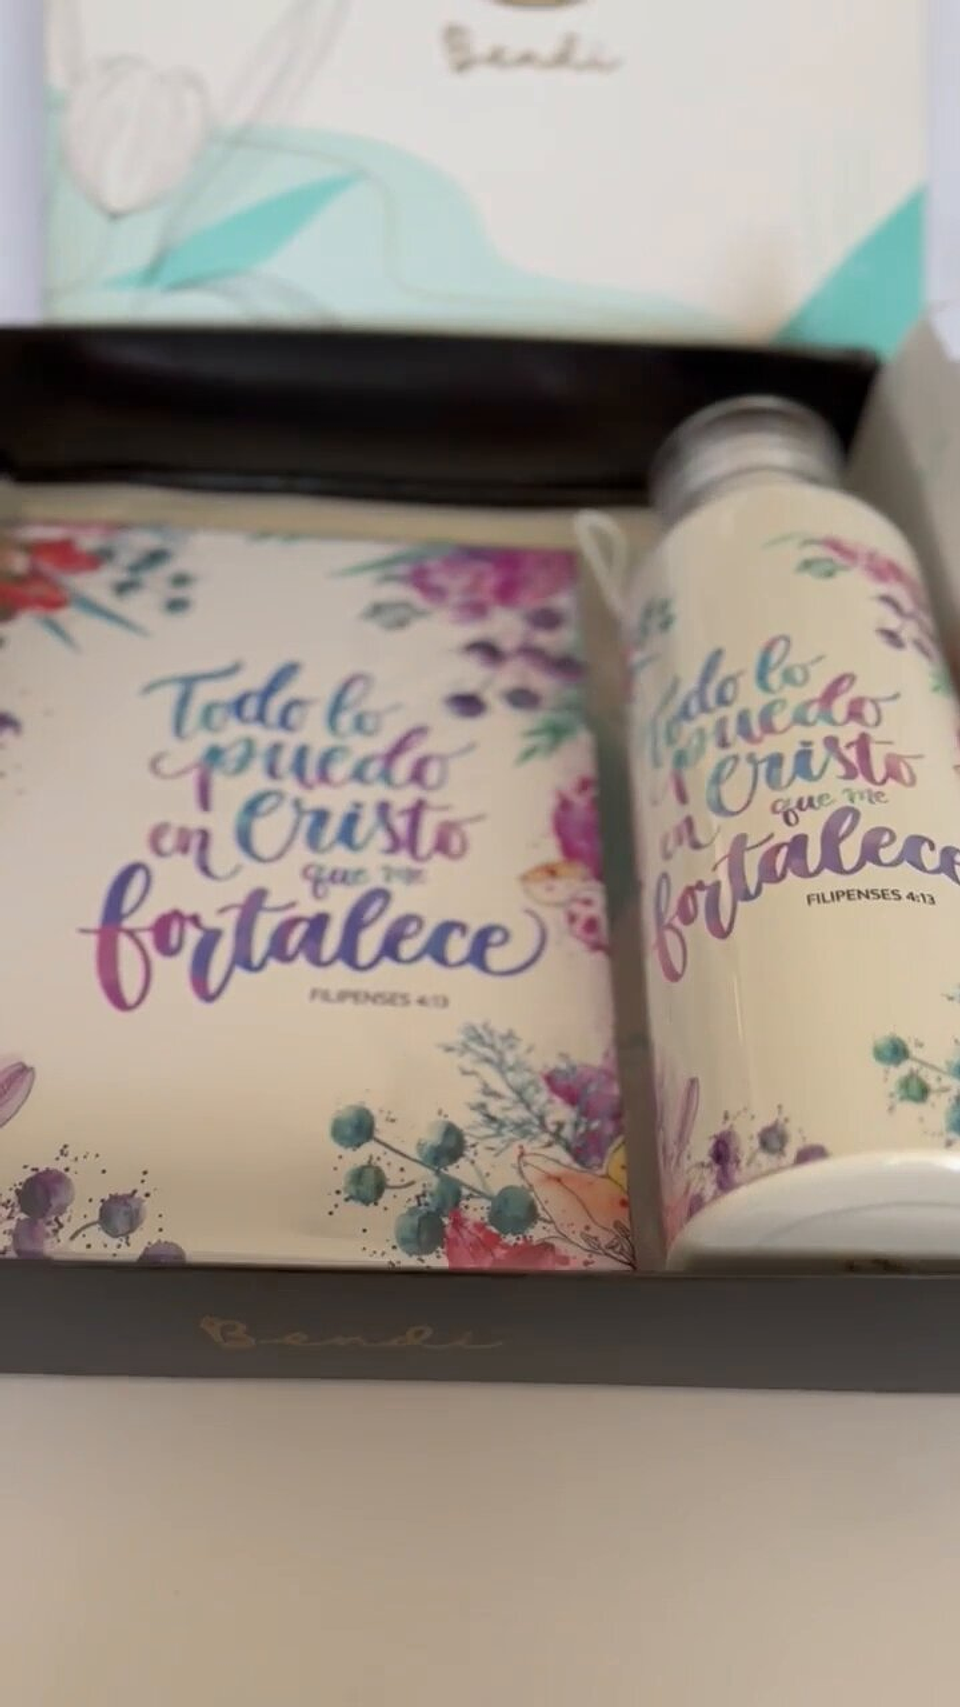 Bendi
Todo lo
puedo
en Cristo
que me
fortalece
FILIPENSES 4:13
Todo lo
puedo
en Cristo
que me
fortalece
FILIPENSES 4:13
Bendi